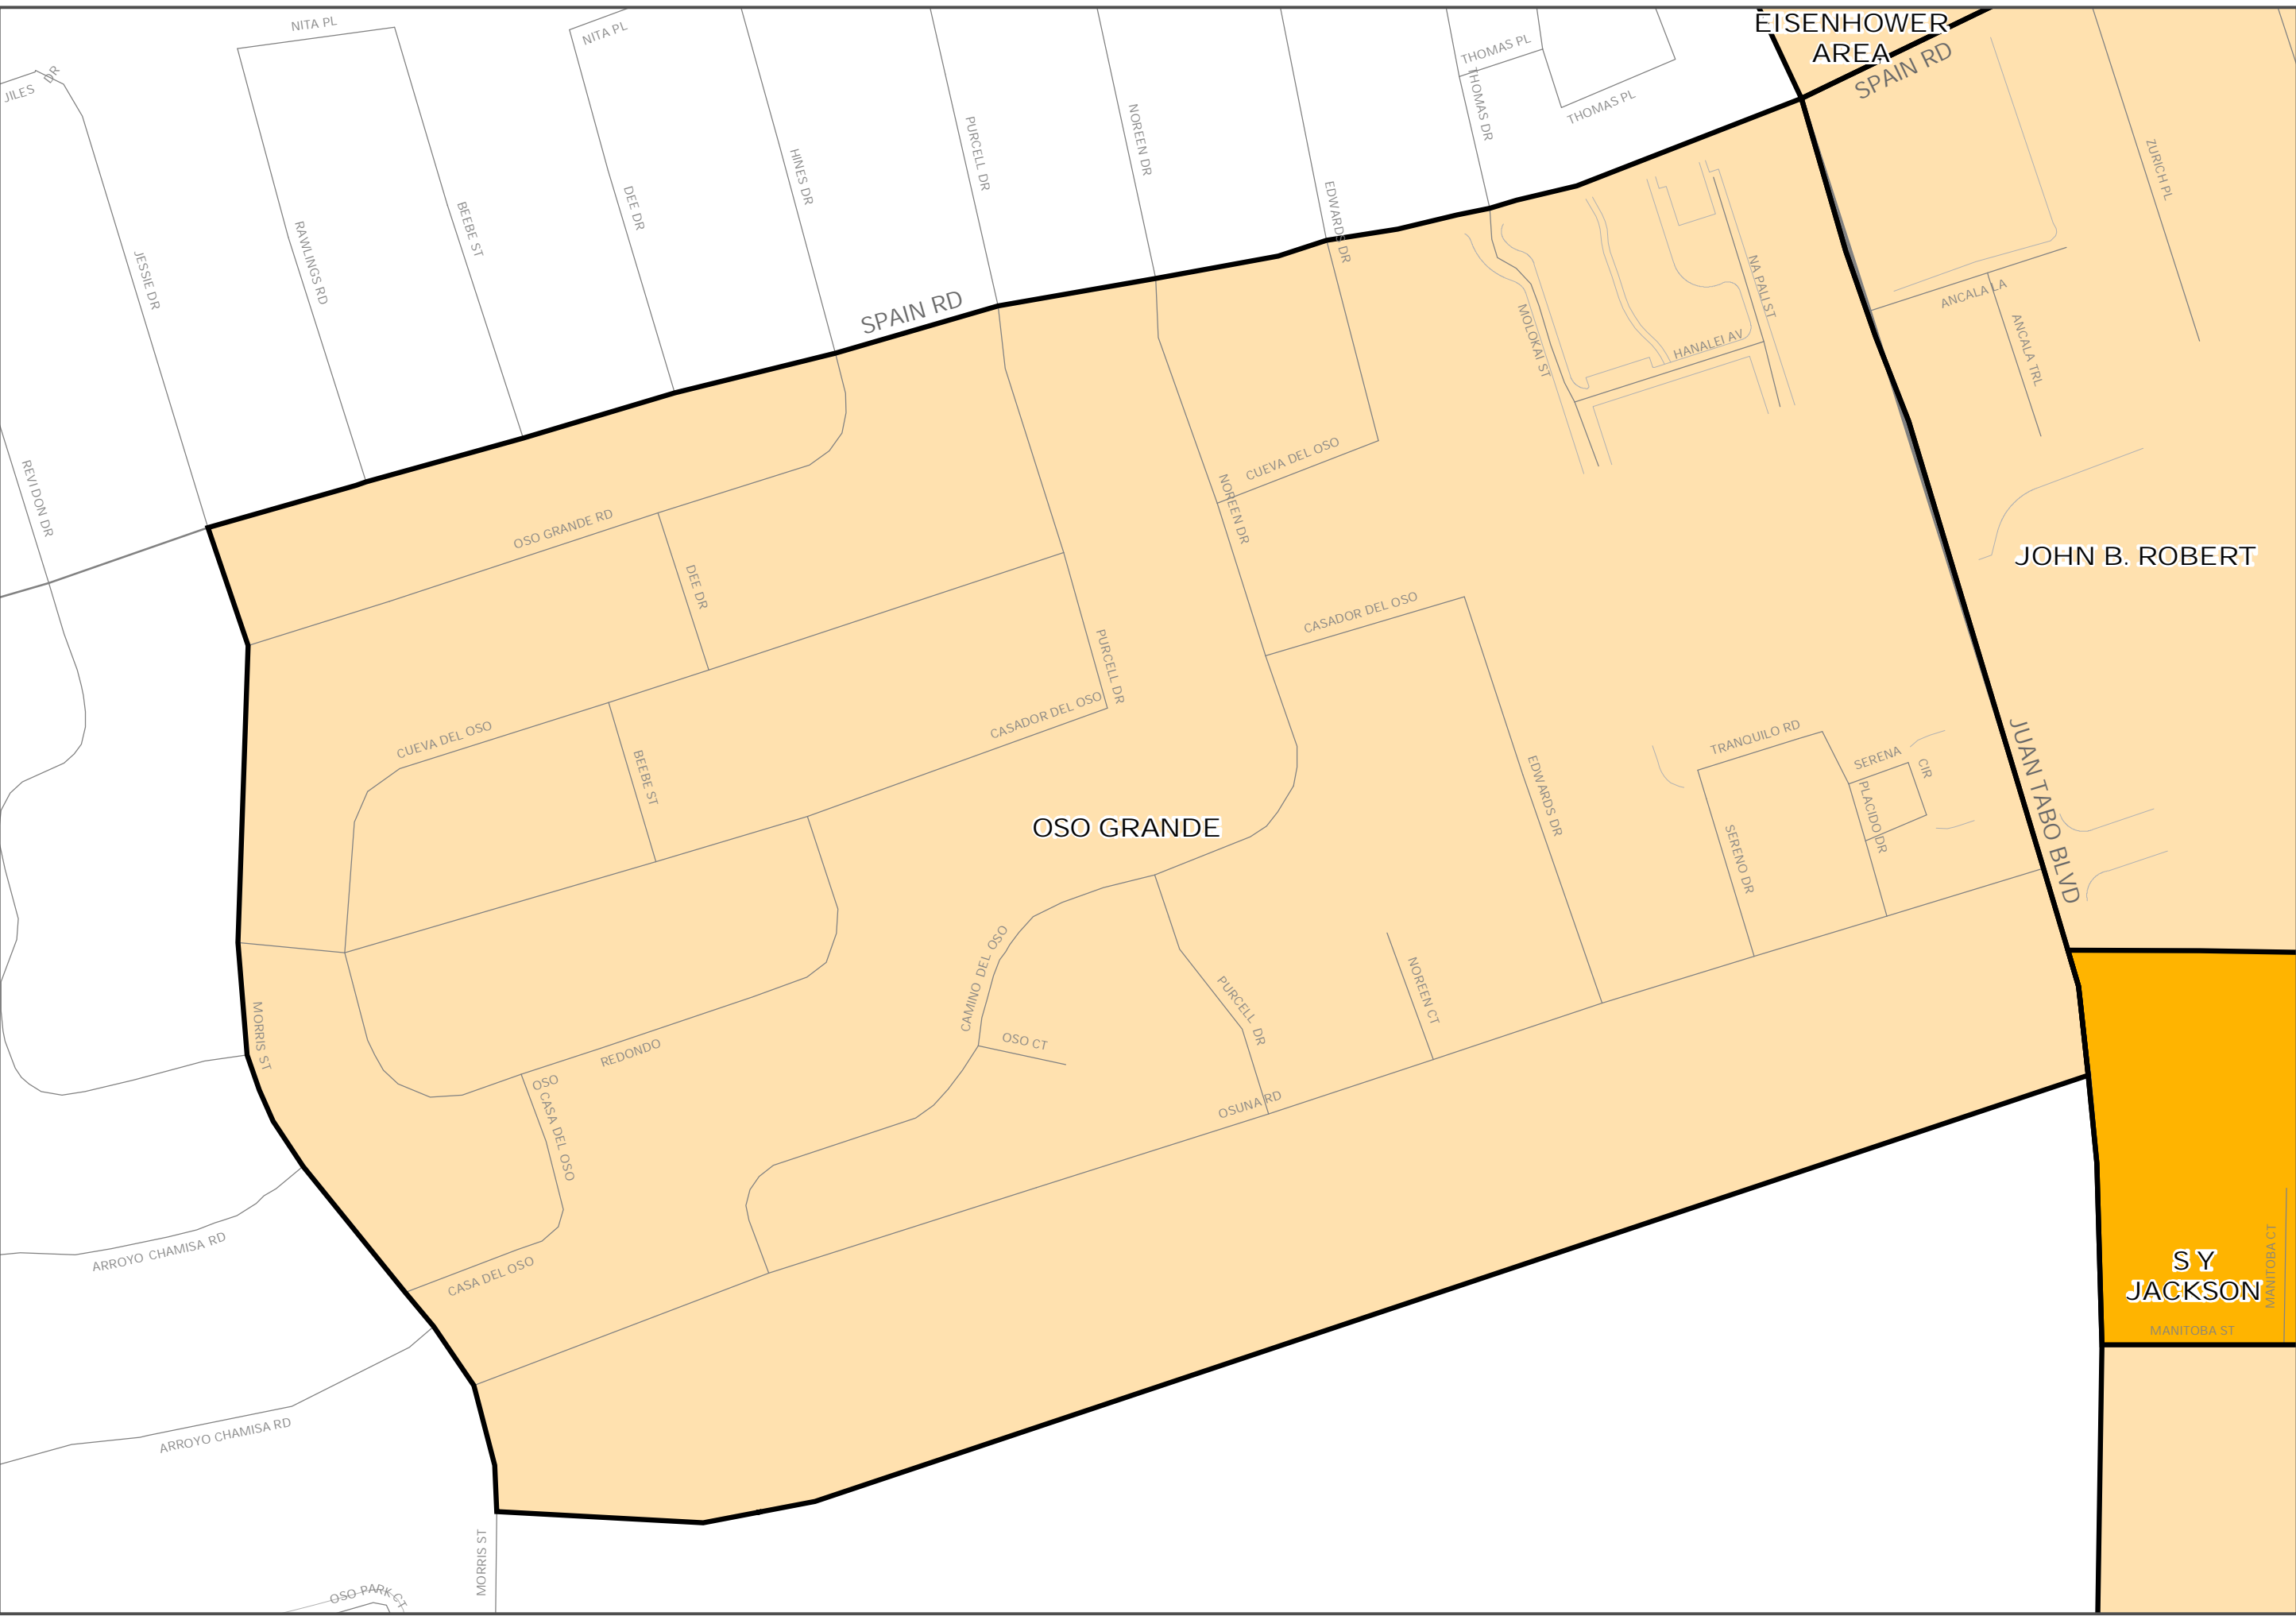 NITA PL
NITA PL
EISENHOWER
AREA
SPAIN RD
THOMAS PL
THOMAS PL
THOMAS DR
JILES DR
JESSIE DR
RAWLINGS RD
BEEBE ST
DEE DR
HINES DR
PURCELL DR
NOREEN DR
EDWARDS DR
ZURICH PL
NA PALI ST
MOLOKAI ST
HANALEI AV
ANCALA LA
ANCALA TRL
SPAIN RD
REVIDON DR
OSO GRANDE RD
CUEVA DEL OSO
NOREEN DR
DEE DR
JOHN B. ROBERT
CASADOR DEL OSO
PURCELL DR
CASADOR DEL OSO
CUEVA DEL OSO
BEEBE ST
EDWARDS DR
TRANQUILO RD
SERENA CIR
PLACIDO DR
SERENO DR
JUAN TABO BLVD
OSO GRANDE
CAMINO DEL OSO
PURCELL DR
NOREEN CT
OSO CT
MORRIS ST
OSO REDONDO
CASA DEL OSO
OSUNA RD
ARROYO CHAMISA RD
CASA DEL OSO
S Y
JACKSON
MANITOBA CT
MANITOBA ST
ARROYO CHAMISA RD
MORRIS ST
OSO PARK CT